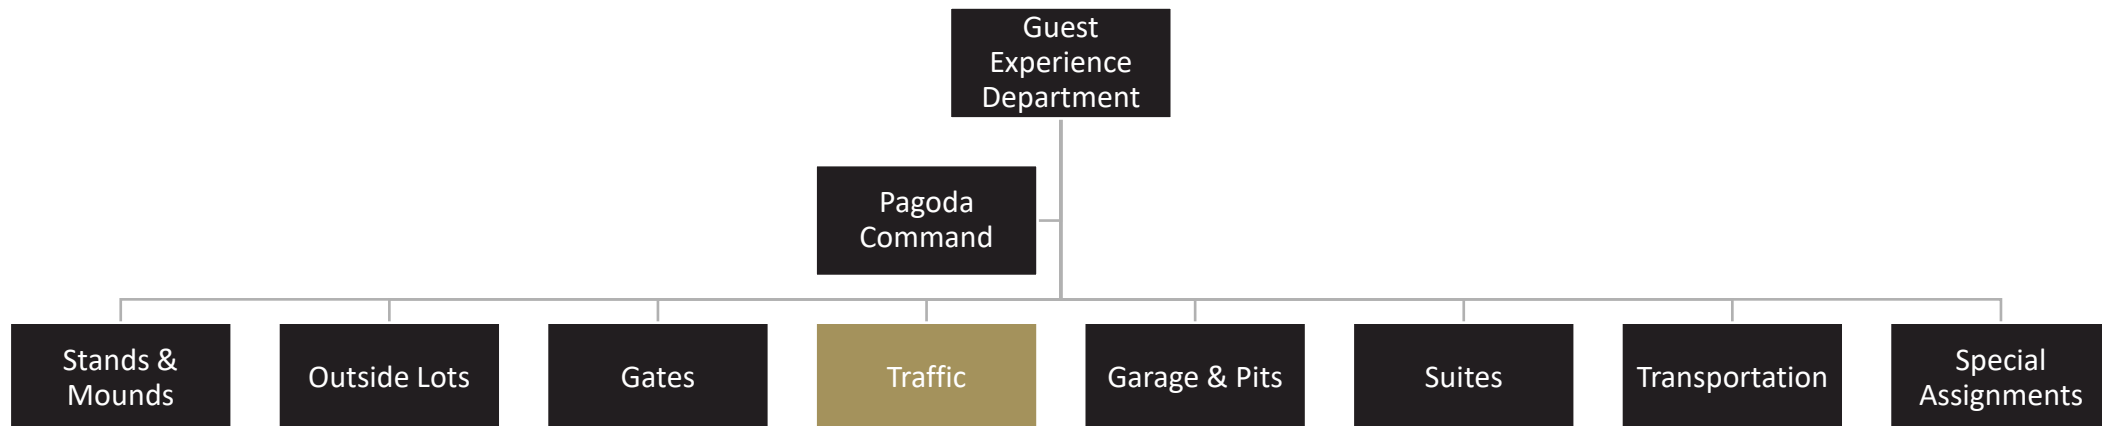 Guest
Experience
Department
Pagoda
Command
Stands &
Mounds
Outside Lots
Gates
Traffic
Garage & Pits
Suites
Transportation
Special
Assignments